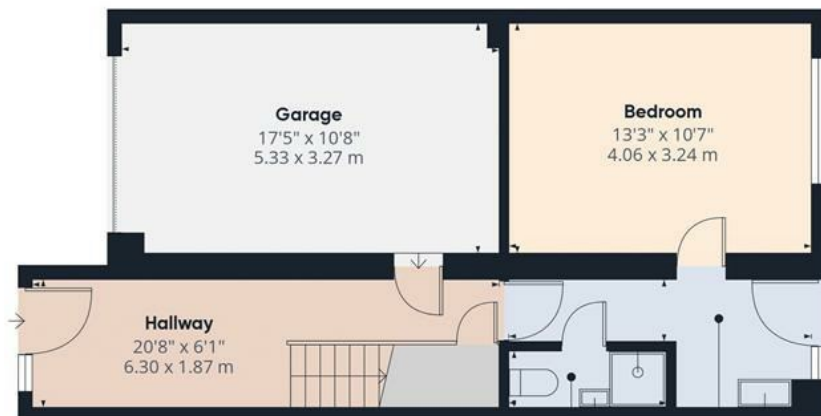 Garage
17'5" x 10'8"
5.33 x 3.27 m
Bedroom
13'3" x 10'7"
4.06 x 3.24 m
Hallway
20'8" x 6'1"
6.30 x 1.87 m